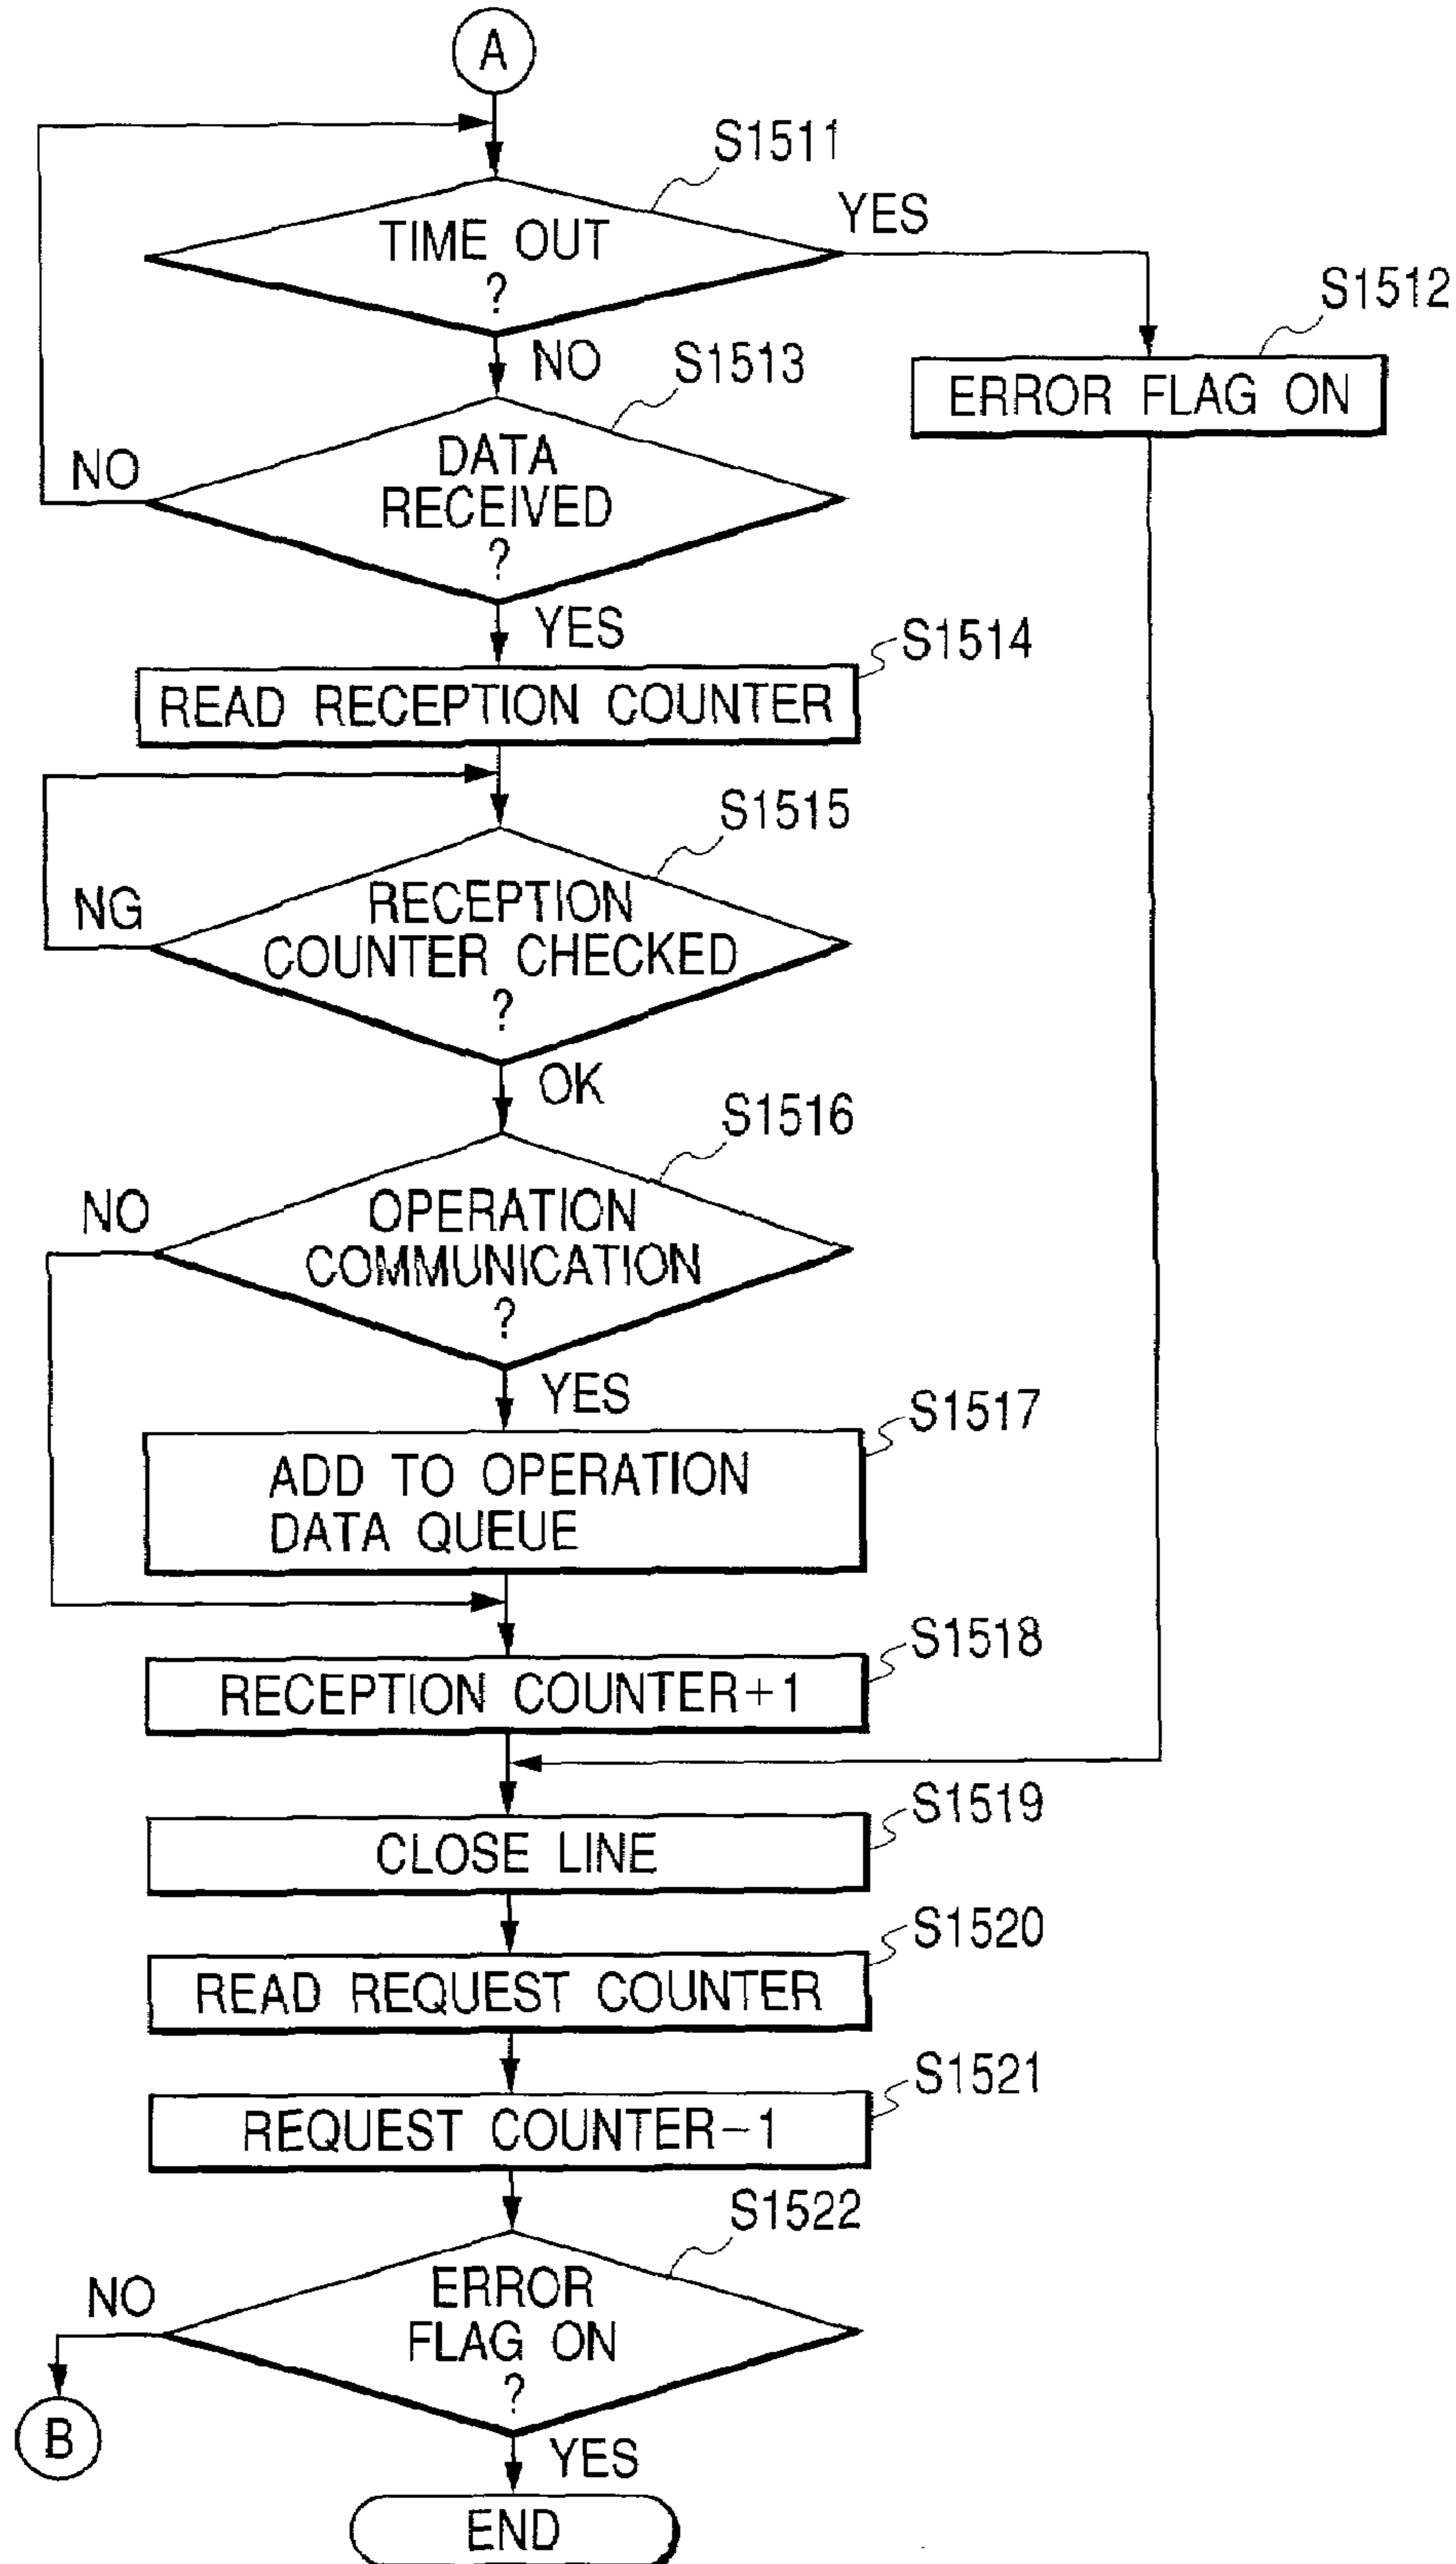 A
S1511
TIME OUT
?
YES
S1512
ERROR FLAG ON
NO
S1513
DATA
RECEIVED
?
NO
YES
S1514
READ RECEPTION COUNTER
S1515
RECEPTION
COUNTER CHECKED
?
NG
OK
S1516
OPERATION
COMMUNICATION
?
NO
YES
S1517
ADD TO OPERATION
DATA QUEUE
S1518
RECEPTION COUNTER+1
S1519
CLOSE LINE
S1520
READ REQUEST COUNTER
S1521
REQUEST COUNTER-1
S1522
ERROR
FLAG ON
?
NO
B
YES
END